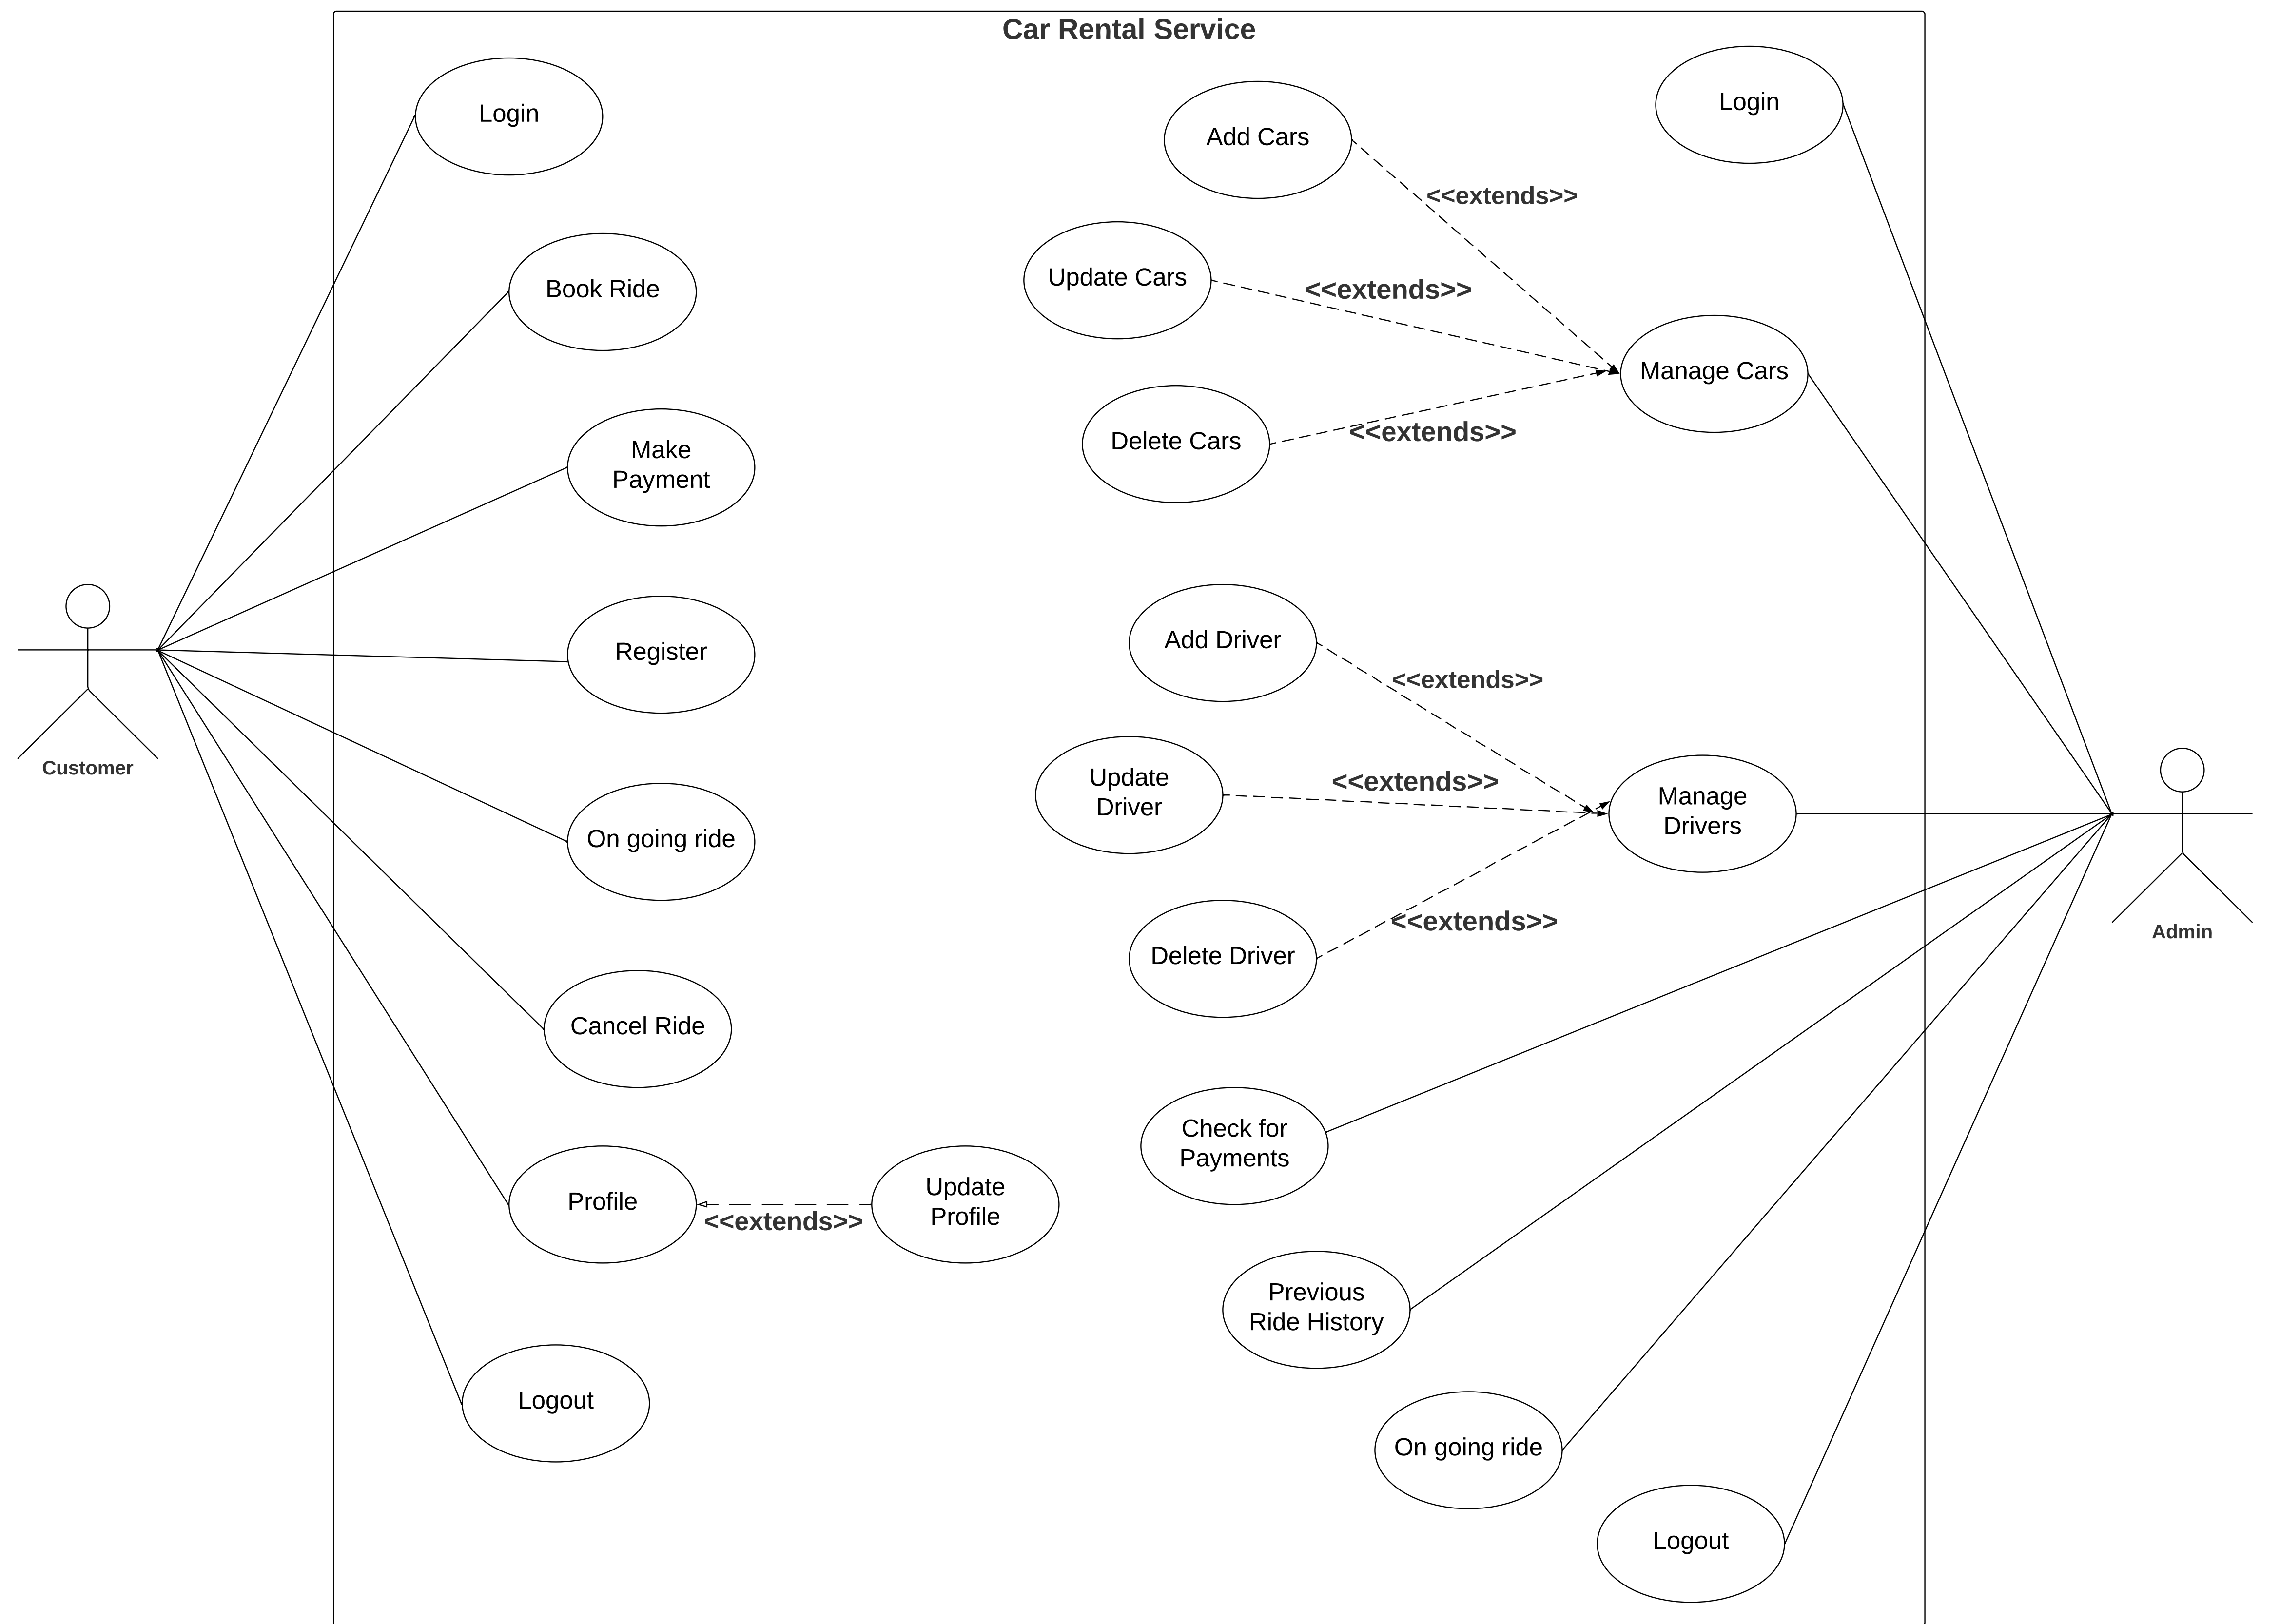 Car Rental Service
Login
Book Ride
Make
Payment
Register
On going ride
Cancel Ride
Profile
<<extends>>
Update
Profile
Logout
Customer
Add Cars
<<extends>>
Update Cars
<<extends>>
Delete Cars
<<extends>>
Manage Cars
Login
Add Driver
<<extends>>
Update
Driver
<<extends>>
Delete Driver
<<extends>>
Manage
Drivers
Check for
Payments
Previous
Ride History
On going ride
Logout
Admin